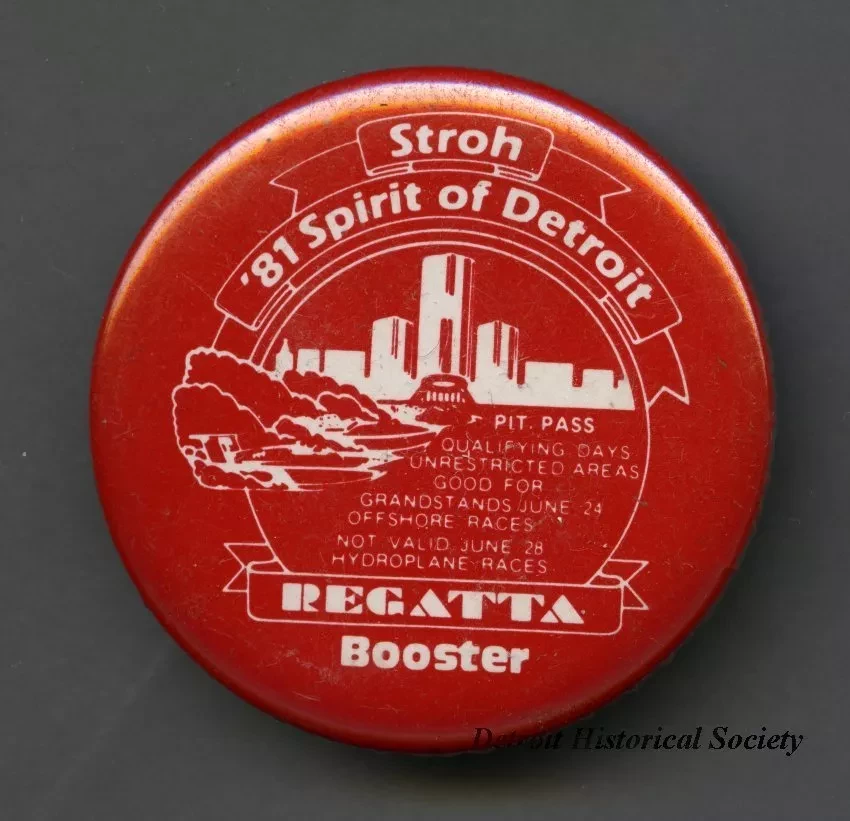 Stroh
'81 Spirit of Detroit
PIT. PASS
QUALIFYING DAYS
UNRESTRICTED AREAS
GOOD FOR
GRANDSTANDS JUNE 24
OFFSHORE RACES
NOT VALID JUNE 28
HYDROPLANE RACES
REGATTA
Booster
Detroit Historical Society